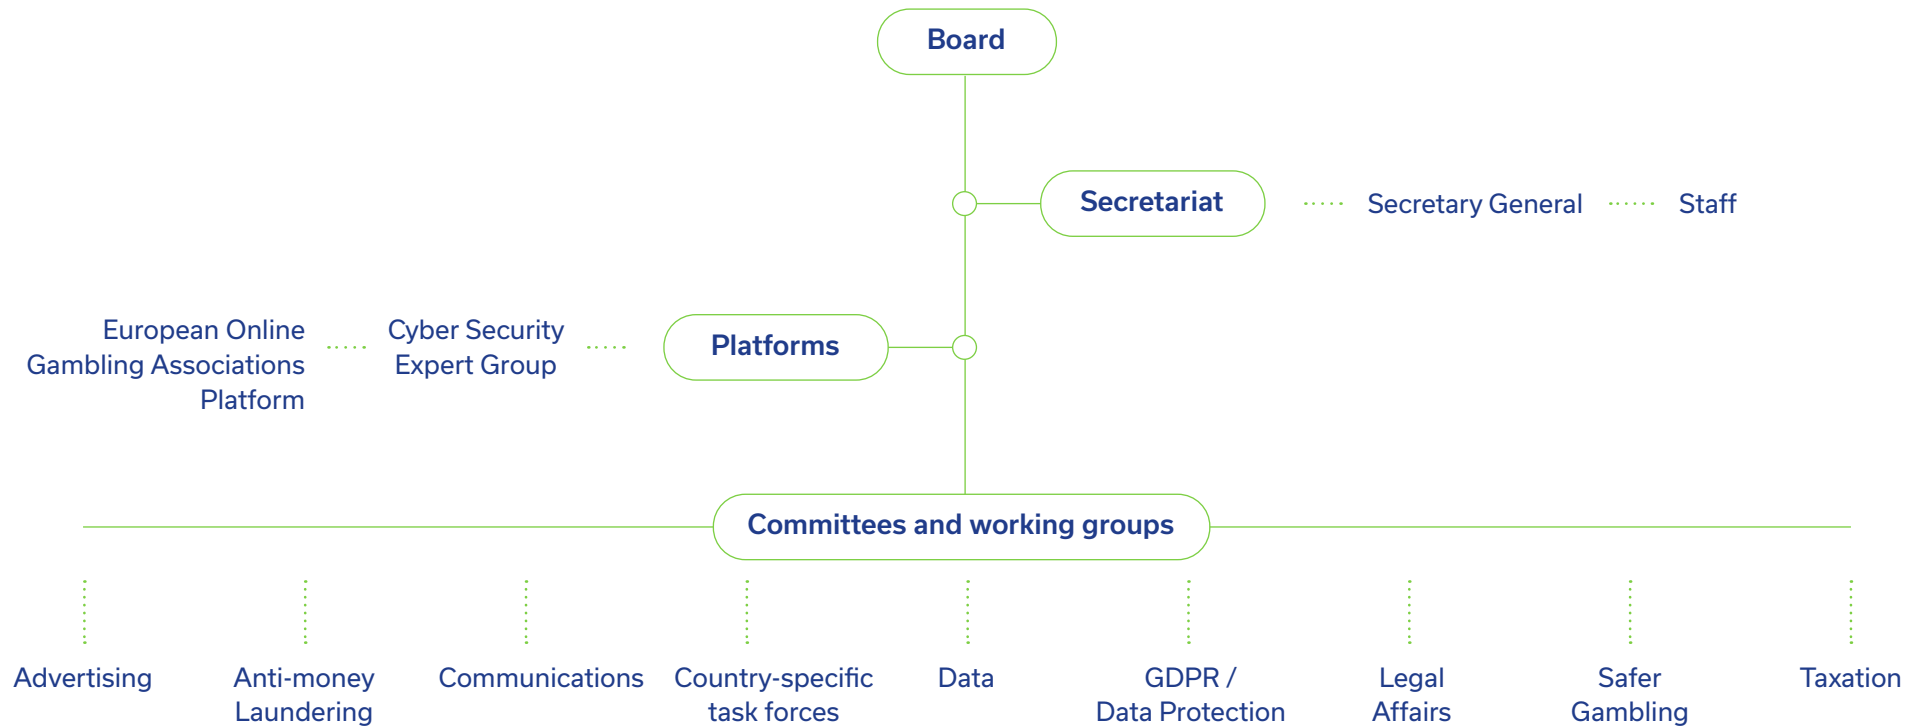 Board
Secretariat
Secretary General
Staff
European Online
Gambling Associations
Platform
Cyber Security
Expert Group
Platforms
Committees and working groups
Advertising
Anti-money
Laundering
Communications
Country-specific
task forces
Data
GDPR /
Data Protection
Legal
Affairs
Safer
Gambling
Taxation